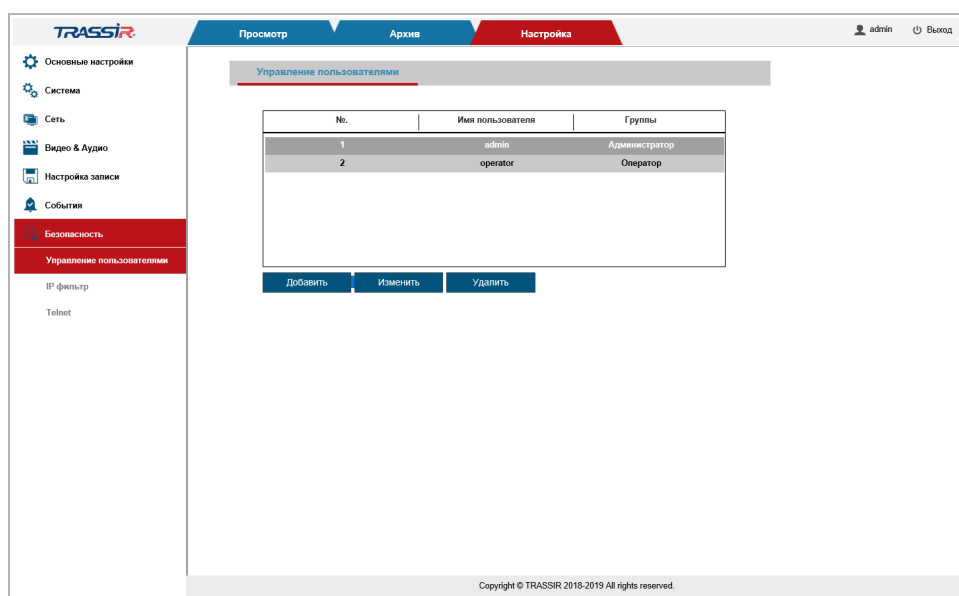 TRASSIR
Просмотр
Архив
Настройка
admin
Выход
Основные настройки
Система
Сеть
Видео & Аудио
Настройка записи
События
Безопасность
Управление пользователями
IP фильтр
Telnet
Управление пользователями
№. Имя пользователя Группы
1 admin Администратор
2 operator Оператор
Добавить Изменить Удалить
Copyright © TRASSIR 2018-2019 All rights reserved.